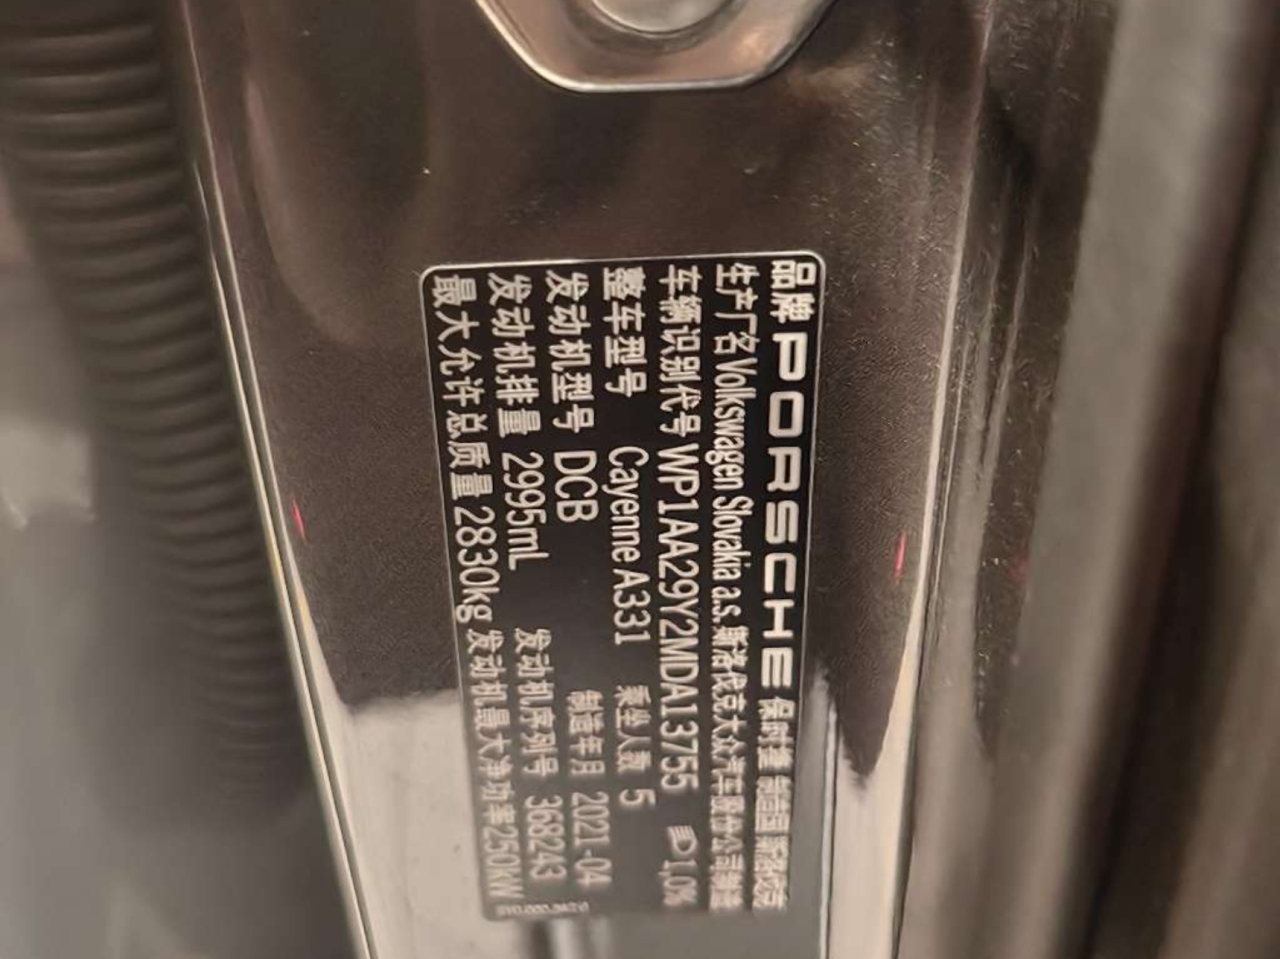 品牌 PORSCHE 保时捷 制造国 斯洛伐克
生产厂名 Volkswagen Slovakia a.s. 斯洛伐克大众汽车股份公司制造
车辆识别代号 WP1AA29Y2MDA13755 1,0%
整车型号 Cayenne A331 乘坐人数 5
发动机型号 DCB 制造年月 2021-04
发动机排量 2995mL 发动机序列号 368243
最大允许总质量 2830kg 发动机最大净功率 250kW